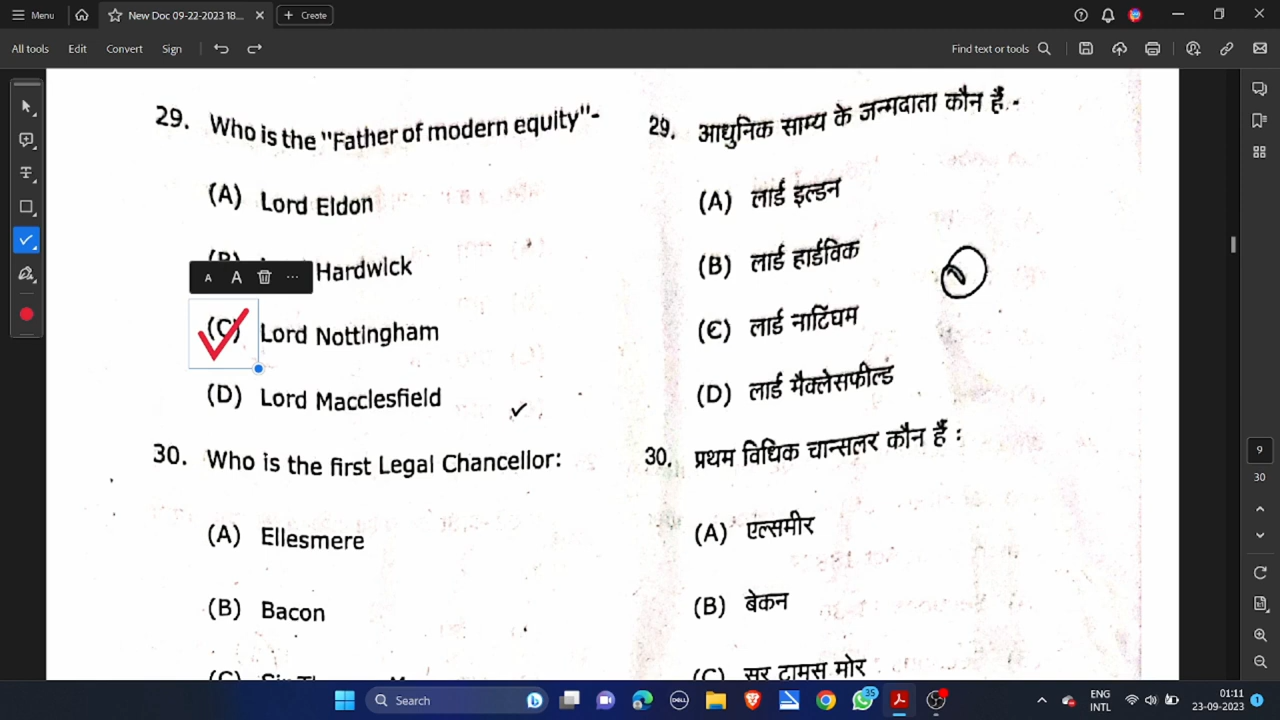 Menu
New Doc 09-22-2023 18...
Create
All tools Edit Convert Sign
Find text or tools
29. Who is the "Father of modern equity"-
(A) Lord Eldon
Hardwick
A A
(C) Lord Nottingham
(D) Lord Macclesfield
30. Who is the first Legal Chancellor:
(A) Ellesmere
(B) Bacon
29. आधुनिक साम्य के जन्मदाता कौन हैं.-
(A) लार्ड इल्डन
(B) लार्ड हार्डविक
(C) लार्ड नाटिंघम
(D) लार्ड मैक्लेसफील्ड
30. प्रथम विधिक चान्सलर कौन हैं :
(A) एल्समीर
(B) बेकन
(C) सर टामस मोर
9
30
Search
DELL
35
ENG
INTL
01:11
23-09-2023
1